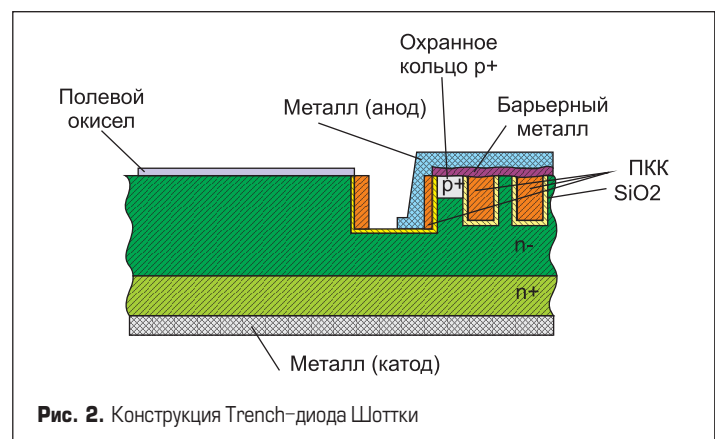 Охранное
кольцо p+
Полевой
окисел
Металл (анод)
Барьерный
металл
ПКК
SiO2
p+
n-
n+
Металл (катод)
Рис. 2. Конструкция Trench-диода Шоттки